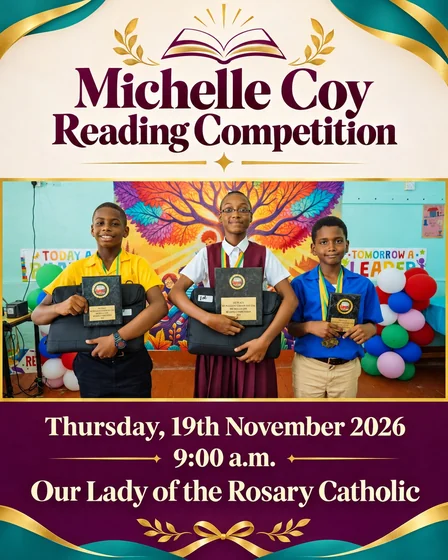 Michelle Coy
Reading Competition
TODAY A
TOMORROW A
LEADER
Thursday, 19th November 2026
9:00 a.m.
Our Lady of the Rosary Catholic